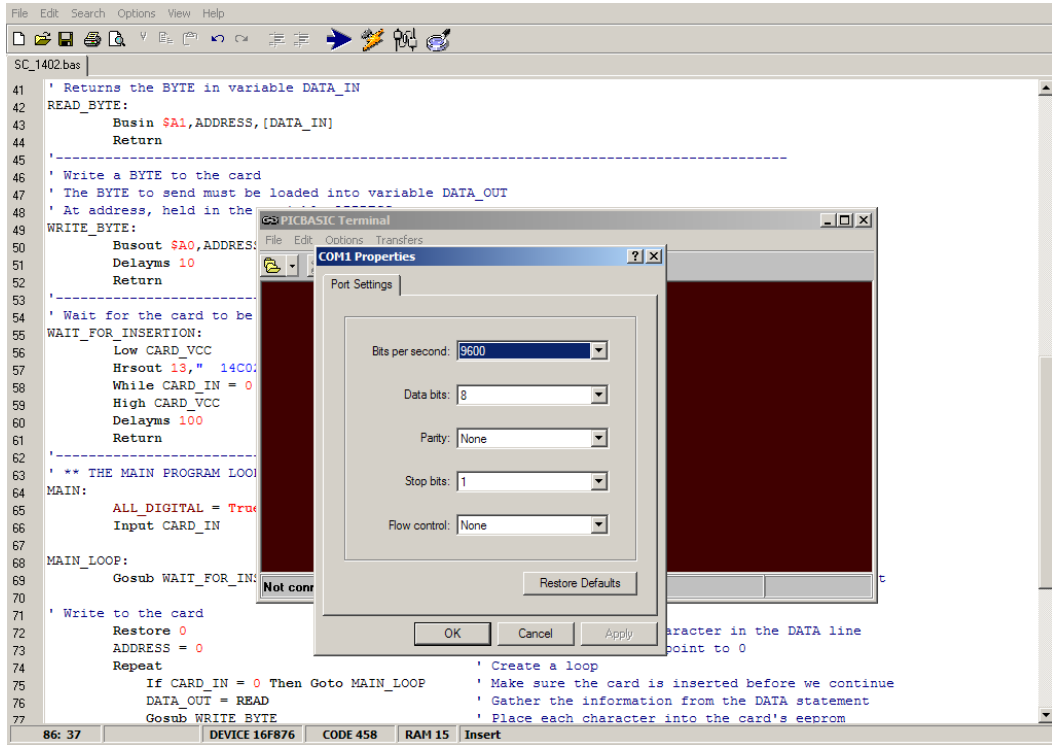 File Edit Search Options View Help
SC_1402.bas
41 ' Returns the BYTE in variable DATA_IN
42 READ_BYTE:
43 Busin $A1,ADDRESS,[DATA_IN]
44 Return
45 '----------------------------------------------------------------------------------------
46 ' Write a BYTE to the card
47 ' The BYTE to send must be loaded into variable DATA_OUT
48 ' At address, held in the
49 WRITE_BYTE:
50 Busout $A0,ADDRESS
51 Delayms 10
52 Return
53 '-------------------------
54 ' Wait for the card to be
55 WAIT_FOR_INSERTION:
56 Low CARD_VCC
57 Hrsout 13," 14C02
58 While CARD_IN = 0
59 High CARD_VCC
60 Delayms 100
61 Return
62 '-------------------------
63 ' ** THE MAIN PROGRAM LOOP
64 MAIN:
65 ALL_DIGITAL = True
66 Input CARD_IN
67
68 MAIN_LOOP:
69 Gosub WAIT_FOR_INS
70
71 ' Write to the card
72 Restore 0 aracter in the DATA line
73 ADDRESS = 0 point to 0
74 Repeat ' Create a loop
75 If CARD_IN = 0 Then Goto MAIN_LOOP ' Make sure the card is inserted before we continue
76 DATA_OUT = READ ' Gather the information from the DATA statement
77 Gosub WRITE_BYTE ' Place each character into the card's eeprom
PICBASIC Terminal
File Edit Options Transfers
Not conn
COM1 Properties
Port Settings
Bits per second: 9600
Data bits: 8
Parity: None
Stop bits: 1
Flow control: None
Restore Defaults
OK Cancel Apply
86: 37 DEVICE 16F876 CODE 458 RAM 15 Insert